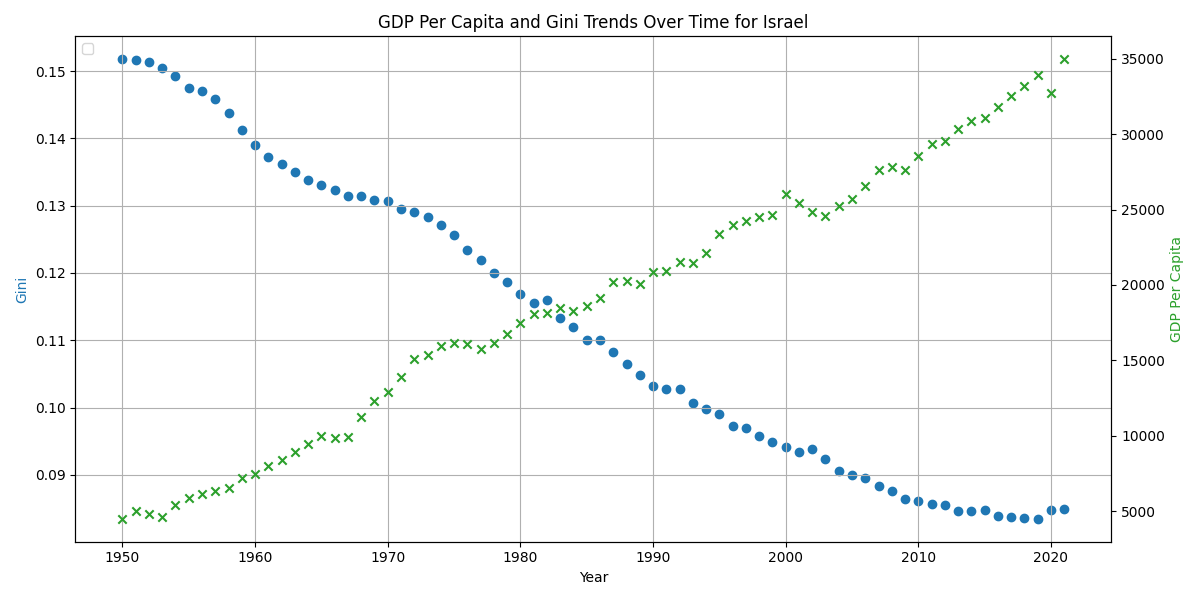 GDP Per Capita and Gini Trends Over Time for Israel
0.15
0.14
0.13
0.12
0.11
0.10
0.09
Gini
35000
30000
25000
20000
15000
10000
5000
GDP Per Capita
1950 1960 1970 1980 1990 2000 2010 2020
Year